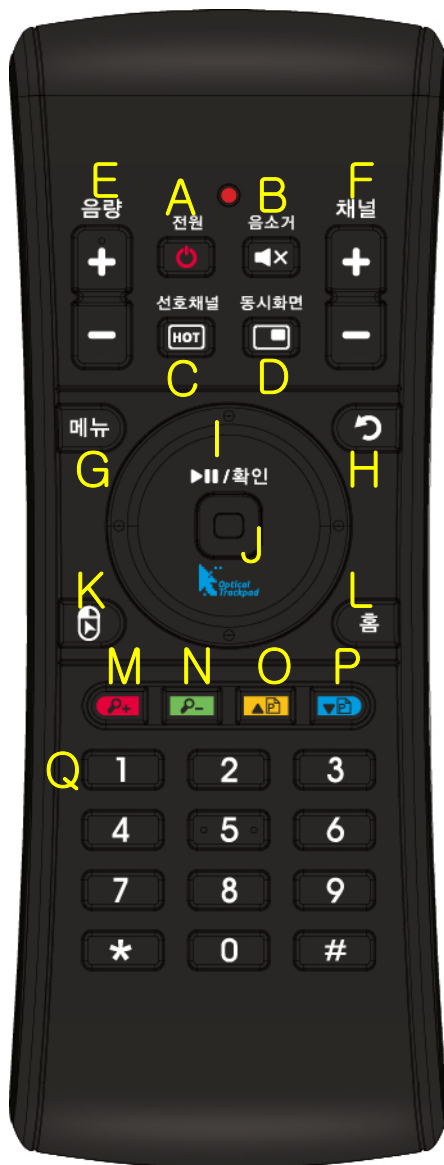 E A B F
음량 전원 음소거 채널
+ +
선호채널 동시화면
- HOT -
C D
메뉴 I
G ▶II/확인 H
J
Optical
Trackpad
K L
홈
M N O P
+ - P P
Q 1 2 3
4 5 6
7 8 9
* 0 #